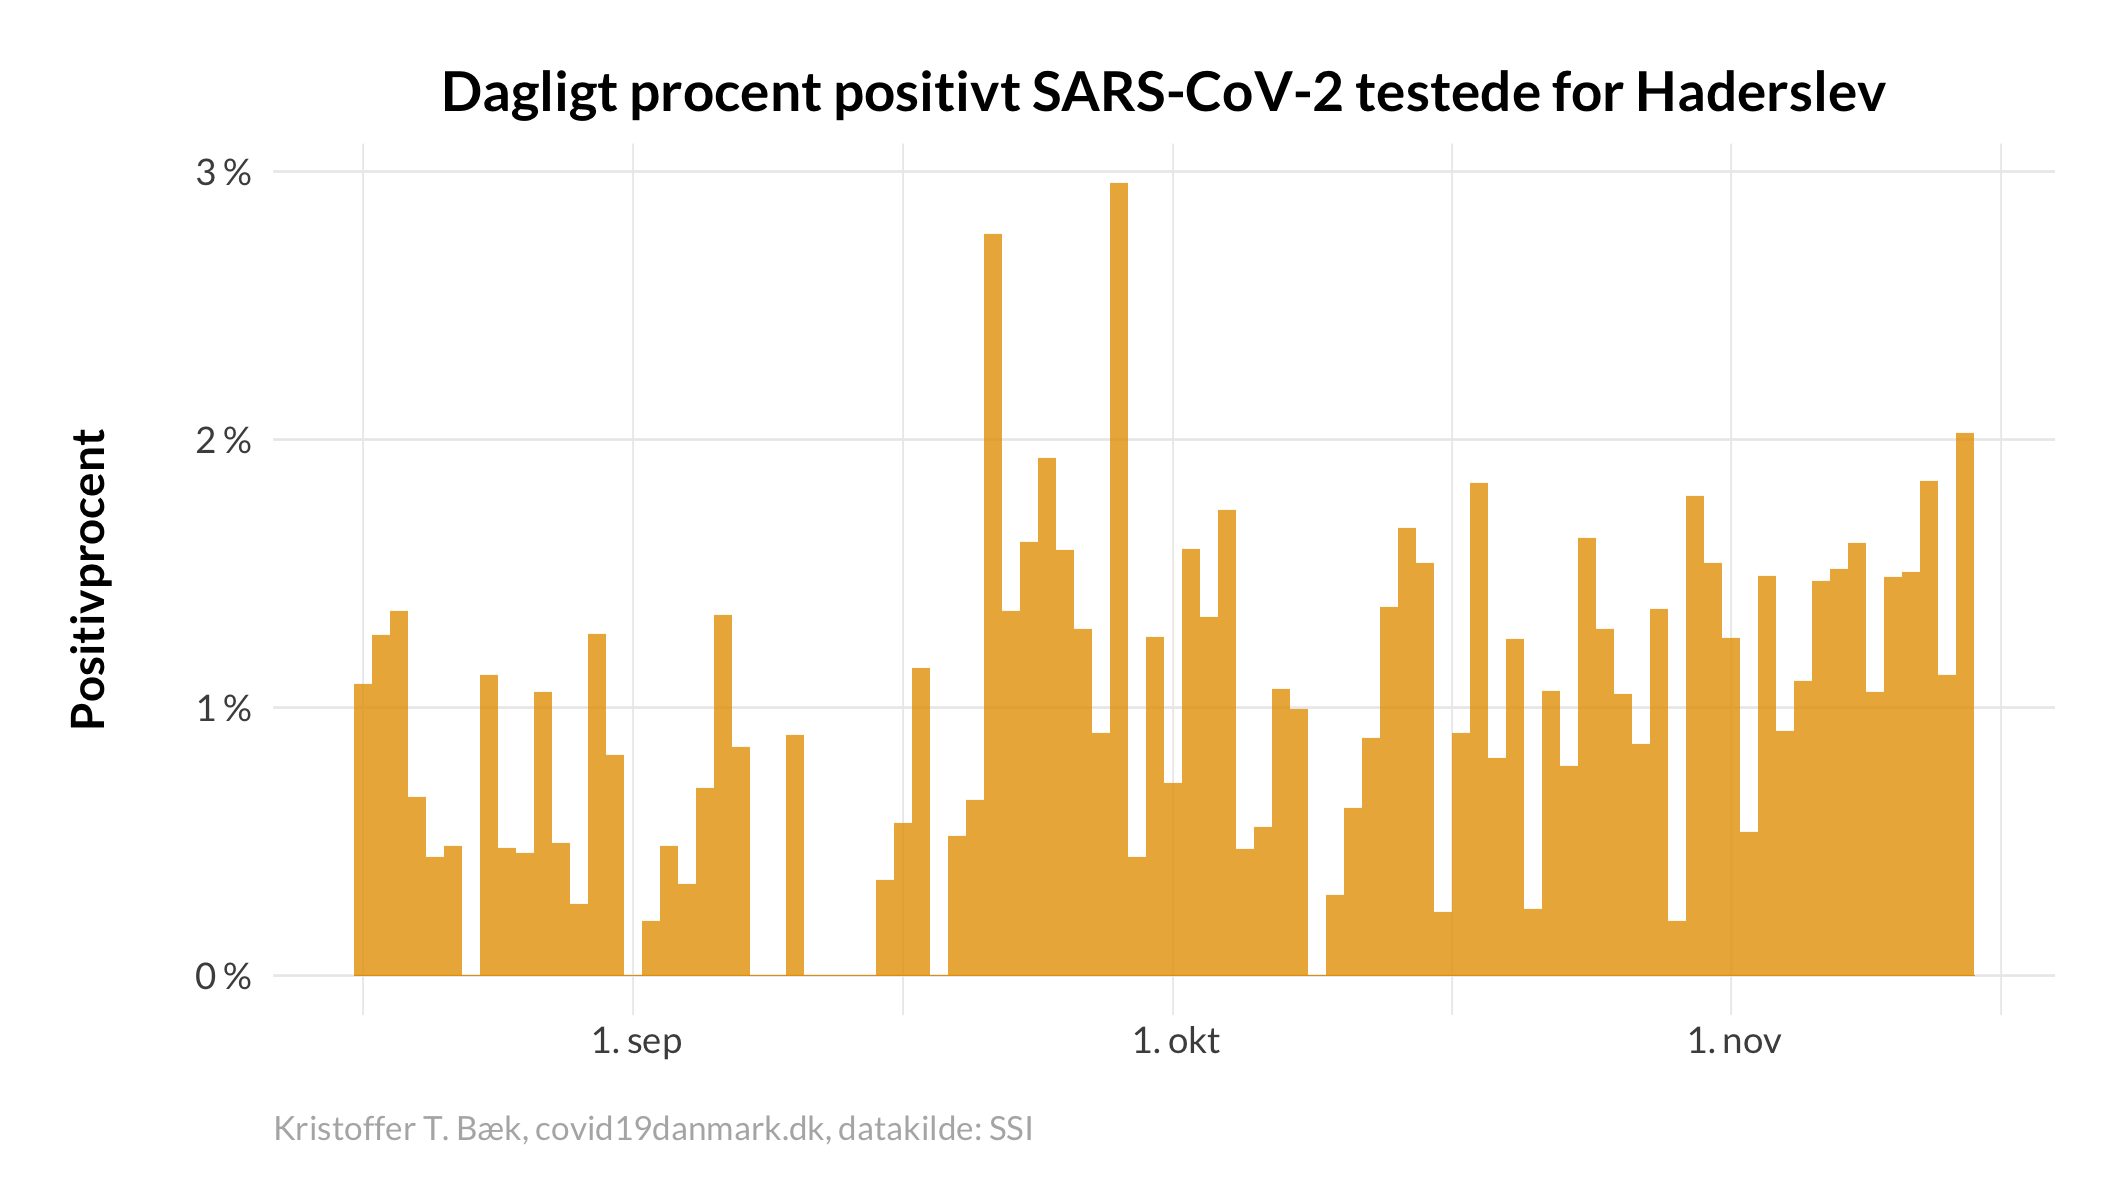 Dagligt procent positivt SARS-CoV-2 testede for Haderslev
Positivprocent
3 %
2 %
1 %
0 %
1. sep
1. okt
1. nov
Kristoffer T. Bæk, covid19danmark.dk, datakilde: SSI